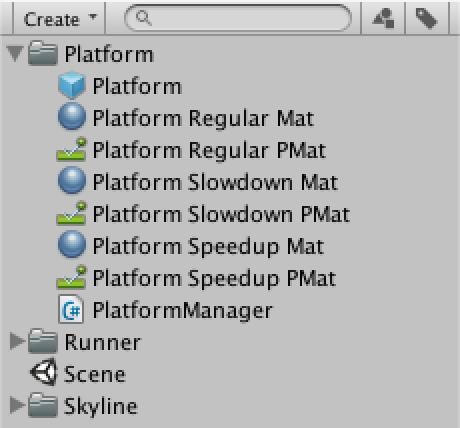 Create
Platform
Platform
Platform Regular Mat
Platform Regular PMat
Platform Slowdown Mat
Platform Slowdown PMat
Platform Speedup Mat
Platform Speedup PMat
PlatformManager
Runner
Scene
Skyline